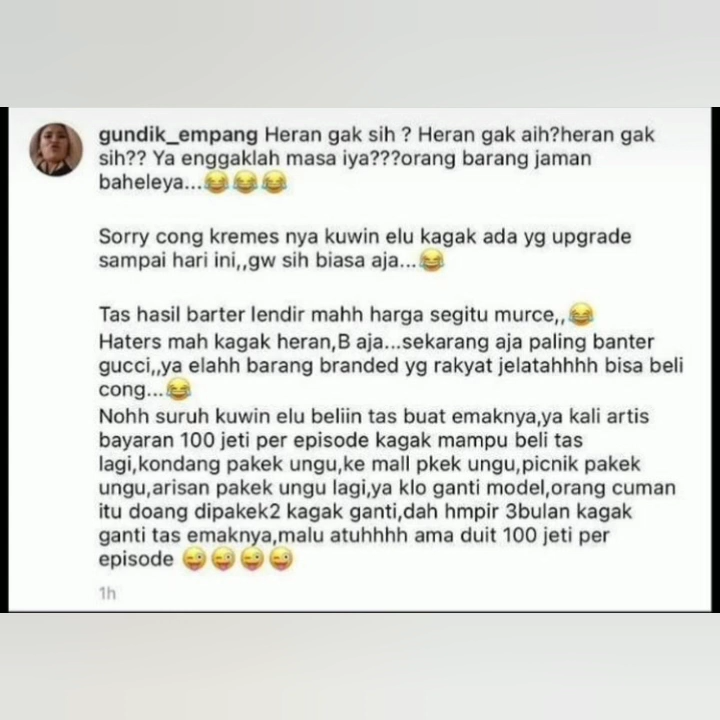 gundik_empang Heran gak sih ? Heran gak aih?heran gak
sih?? Ya enggaklah masa iya???orang barang jaman
baheleya...😂😂😂
Sorry cong kremes nya kuwin elu kagak ada yg upgrade
sampai hari ini,,gw sih biasa aja...😂
Tas hasil barter lendir mahh harga segitu murce,,😂
Haters mah kagak heran,B aja...sekarang aja paling banter
gucci,,ya elahh barang branded yg rakyat jelatahhhh bisa beli
cong...😂
Nohh suruh kuwin elu beliin tas buat emaknya,ya kali artis
bayaran 100 jeti per episode kagak mampu beli tas
lagi,kondang pakek ungu,ke mall pkek ungu,picnik pakek
ungu,arisan pakek ungu lagi,ya klo ganti model,orang cuman
itu doang dipakek2 kagak ganti,dah hmpir 3bulan kagak
ganti tas emaknya,malu atuhhhh ama duit 100 jeti per
episode 😜😜😜😜
1h